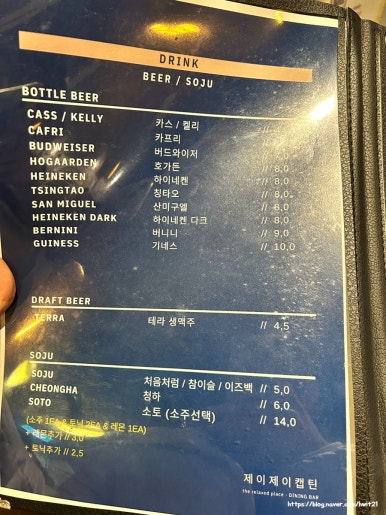 DRINK
BEER / SOJU
BOTTLE BEER
CASS / KELLY 카스 / 켈리
CAFRI 카프리
BUDWEISER 버드와이저
HOGAARDEN 호가든 // 8,0
HEINEKEN 하이네켄 // 8,0
TSINGTAO 칭타오 // 8,0
SAN MIGUEL 산미구엘 // 8,0
HEINEKEN DARK 하이네켄 다크 // 8,0
BERNINI 버니니 // 9,0
GUINESS 기네스 // 10,0
DRAFT BEER
TERRA 테라 생맥주 // 4,5
SOJU
SOJU 처음처럼 / 참이슬 / 이즈백 // 5,0
CHEONGHA 청하 // 6,0
SOTO 소토 (소주선택) // 14,0
(소주 1EA & 토닉 2EA & 레몬 1EA)
+ 레몬추가 // 3,0
+ 토닉추가 // 2,5
제이제이캡틴
the relaxed place · DINING BAR
https://blog.naver.com/lwit21